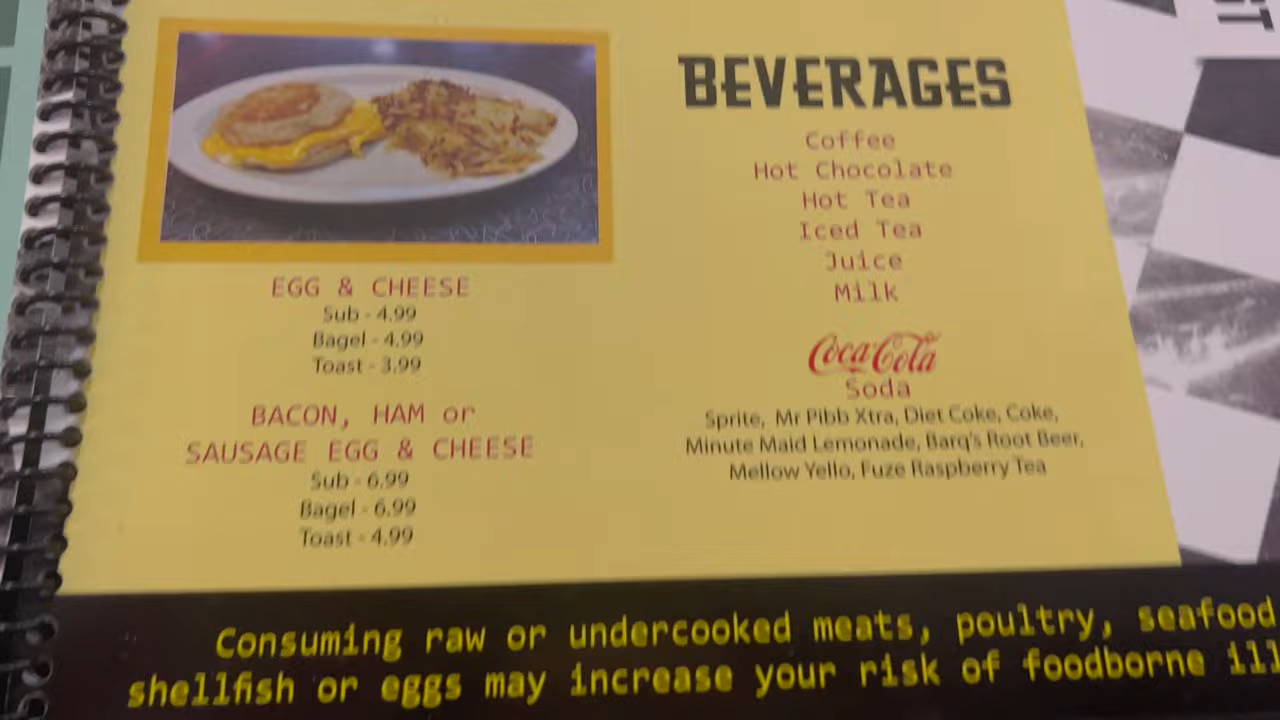 EGG & CHEESE
Sub - 4.99
Bagel - 4.99
Toast - 3.99
BACON, HAM or
SAUSAGE EGG & CHEESE
Sub - 6.99
Bagel - 6.99
Toast - 4.99
BEVERAGES
Coffee
Hot Chocolate
Hot Tea
Iced Tea
Juice
Milk
Coca-Cola
Soda
Sprite, Mr Pibb Xtra, Diet Coke, Coke,
Minute Maid Lemonade, Barq's Root Beer,
Mellow Yello, Fuze Raspberry Tea
Consuming raw or undercooked meats, poultry, seafood
shellfish or eggs may increase your risk of foodborne